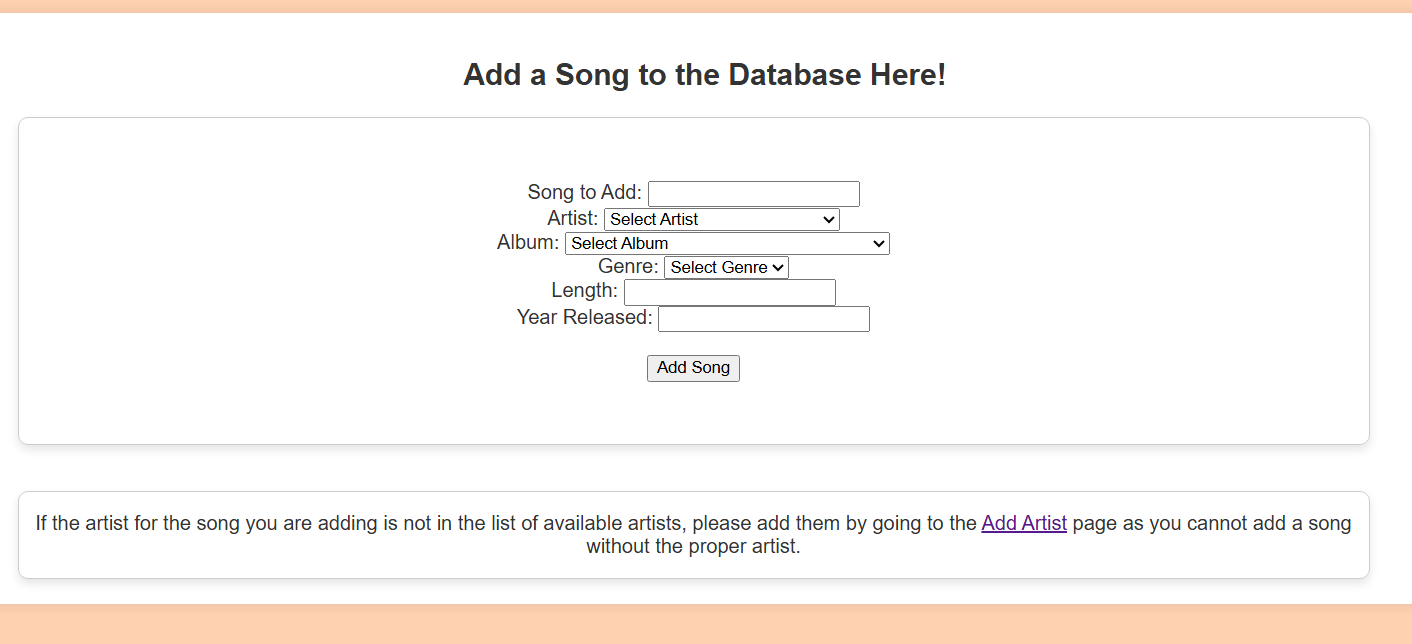 Add a Song to the Database Here!
Song to Add:
Artist: Select Artist
Album: Select Album
Genre: Select Genre
Length:
Year Released:
Add Song
If the artist for the song you are adding is not in the list of available artists, please add them by going to the Add Artist page as you cannot add a song
without the proper artist.